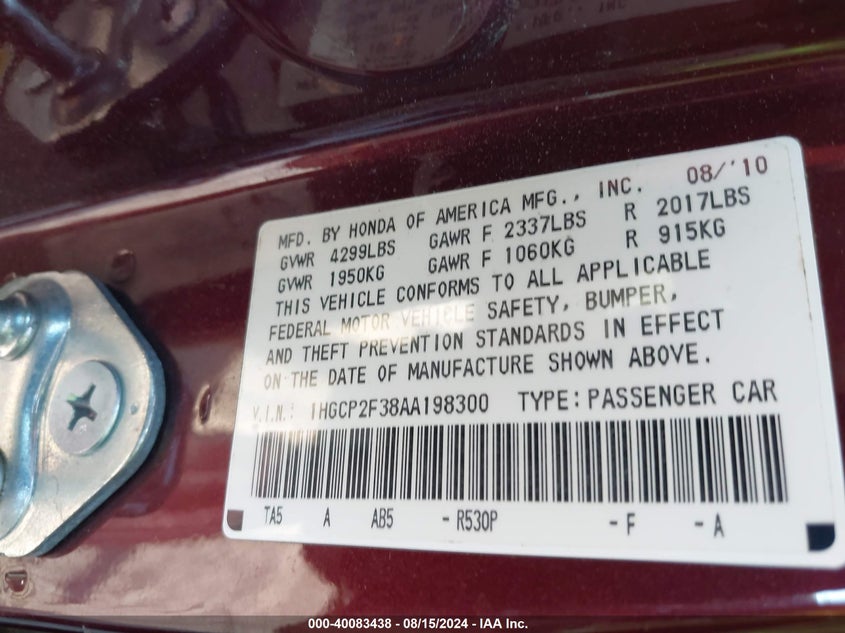 MFD. BY HONDA OF AMERICA MFG., INC. 08/'10
GVWR 4299LBS GAWR F 2337LBS R 2017LBS
GVWR 1950KG GAWR F 1060KG R 915KG
THIS VEHICLE CONFORMS TO ALL APPLICABLE
FEDERAL MOTOR VEHICLE SAFETY, BUMPER,
AND THEFT PREVENTION STANDARDS IN EFFECT
ON THE DATE OF MANUFACTURE SHOWN ABOVE.
V.I.N.: 1HGCP2F38AA198300 TYPE:PASSENGER CAR
TA5 A AB5 -R530P -F -A
000-40083438 - 08/15/2024 - IAA Inc.